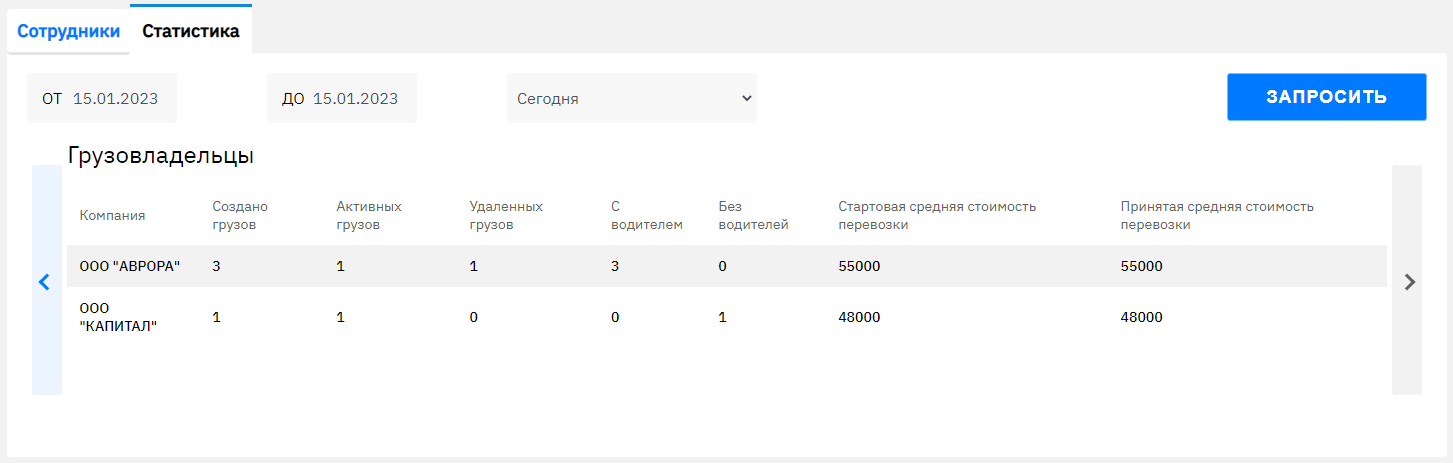 Сотрудники Статистика
ОТ 15.01.2023 ДО 15.01.2023 Сегодня ЗАПРОСИТЬ
Грузовладельцы
Компания Создано грузов Активных грузов Удаленных грузов С водителем Без водителей Стартовая средняя стоимость перевозки Принятая средняя стоимость перевозки
ООО "АВРОРА" 3 1 1 3 0 55000 55000
ООО "КАПИТАЛ" 1 1 0 0 1 48000 48000